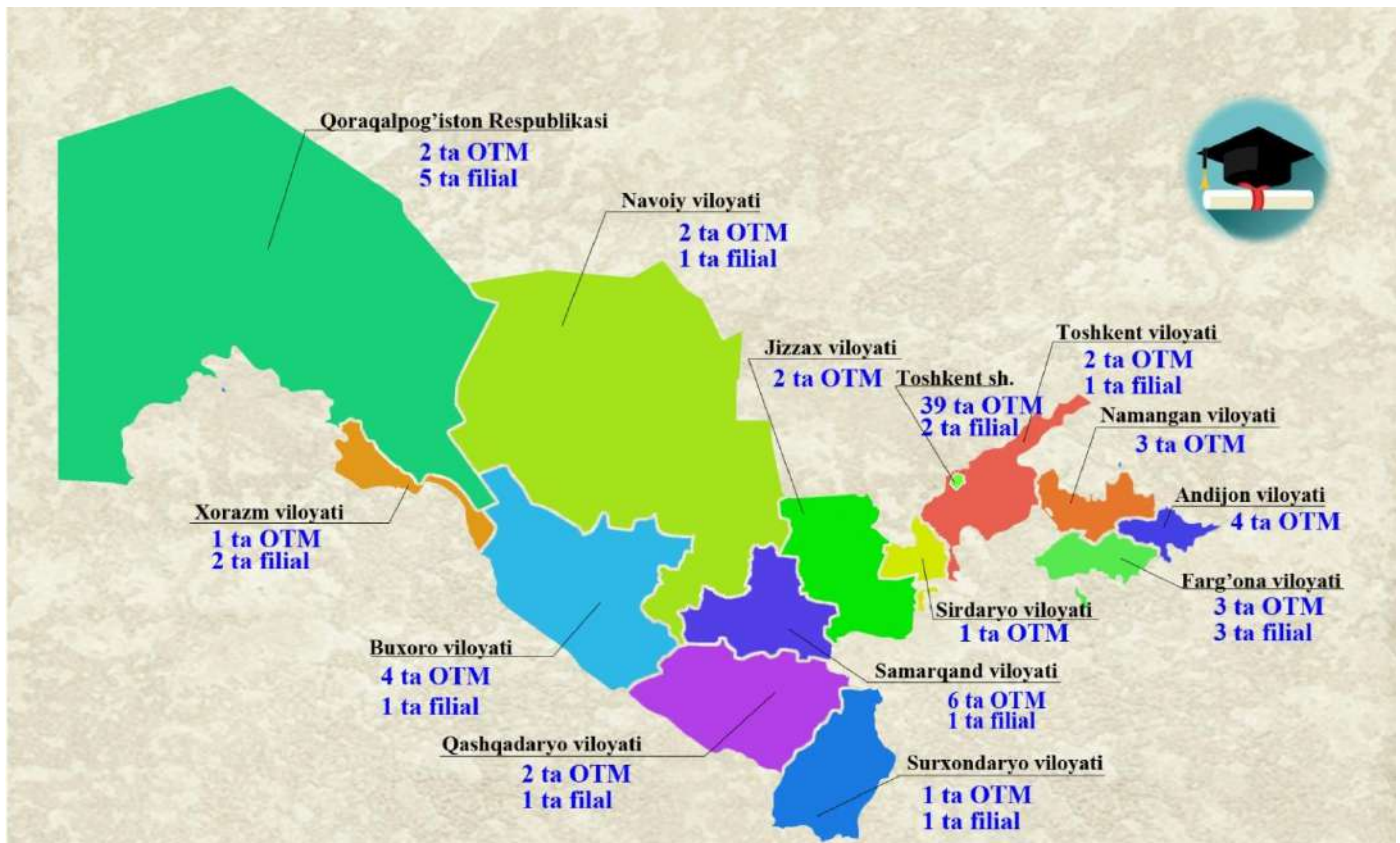 Qoraqalpog'iston Respublikasi
2 ta OTM
5 ta filial
Navoiy viloyati
2 ta OTM
1 ta filial
Jizzax viloyati
2 ta OTM
Toshkent sh.
39 ta OTM
2 ta filial
Toshkent viloyati
2 ta OTM
1 ta filial
Namangan viloyati
3 ta OTM
Andijon viloyati
4 ta OTM
Farg'ona viloyati
3 ta OTM
3 ta filial
Xorazm viloyati
1 ta OTM
2 ta filial
Sirdaryo viloyati
1 ta OTM
Buxoro viloyati
4 ta OTM
1 ta filial
Samarqand viloyati
6 ta OTM
1 ta filial
Qashqadaryo viloyati
2 ta OTM
1 ta filal
Surxondaryo viloyati
1 ta OTM
1 ta filial